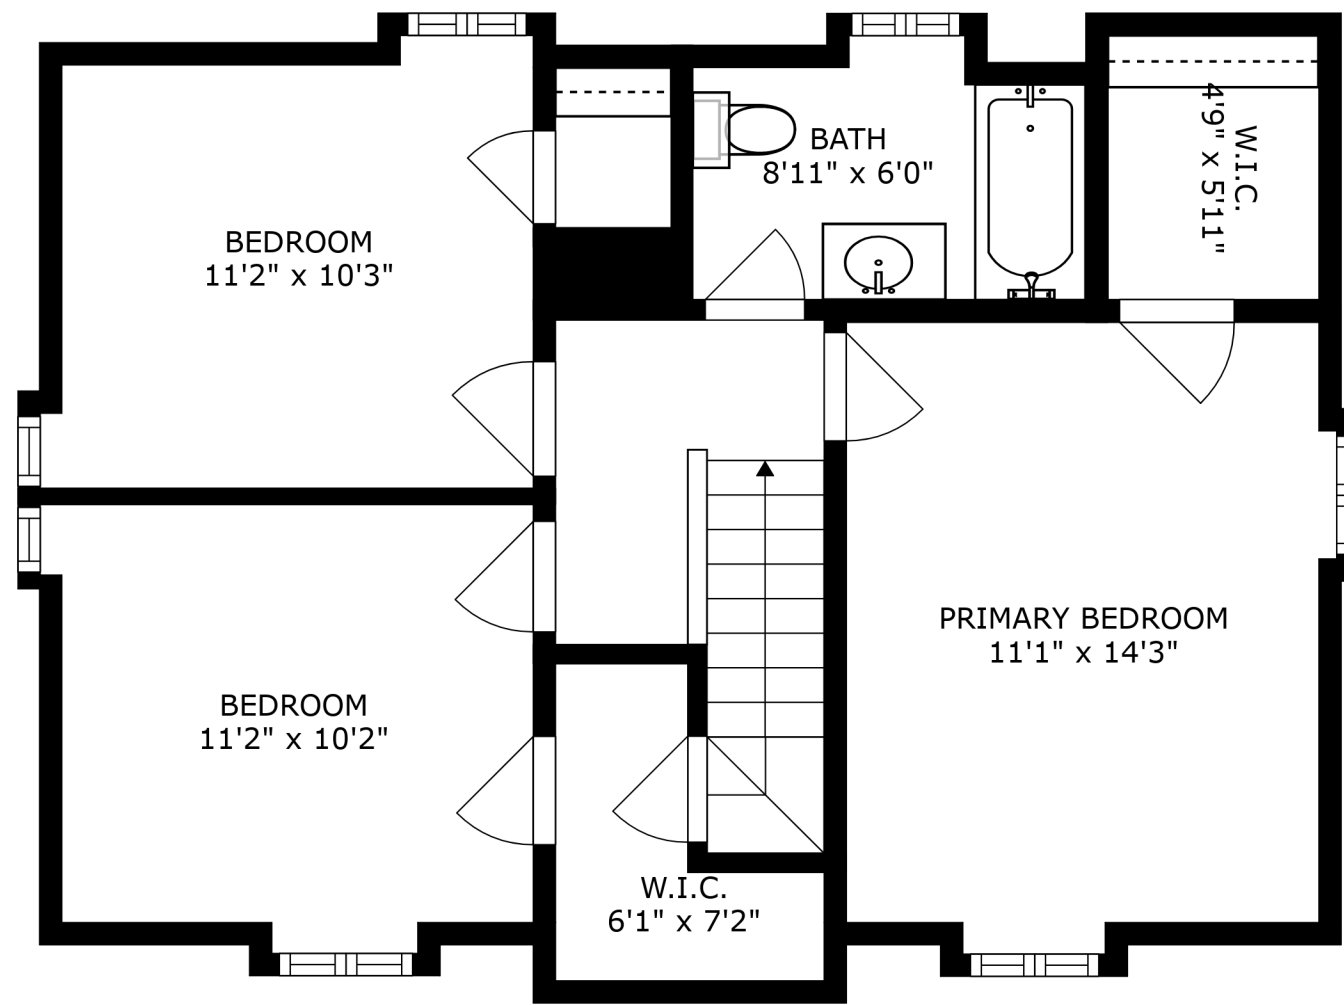 BATH
8'11" x 6'0"
W.I.C.
4'9" x 5'11"
BEDROOM
11'2" x 10'3"
PRIMARY BEDROOM
11'1" x 14'3"
BEDROOM
11'2" x 10'2"
W.I.C.
6'1" x 7'2"